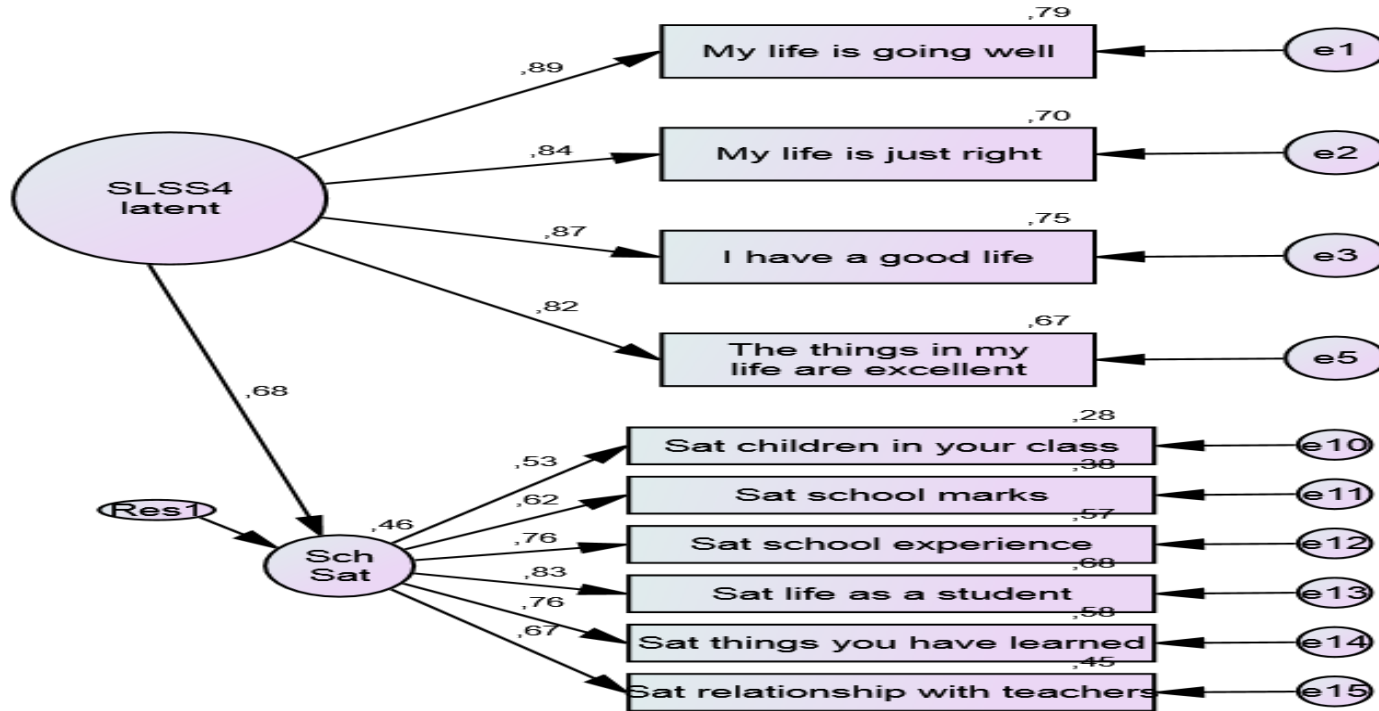 ,79
My life is going well
e1
,89
,70
My life is just right
e2
,84
SLSS4
latent
,75
I have a good life
e3
,87
,67
The things in my
life are excellent
e5
,82
,68
,28
Sat children in your class
e10
,53
,38
Sat school marks
e11
,62
Res1
,46
,57
Sat school experience
e12
,76
Sch
Sat
,68
Sat life as a student
e13
,83
,58
Sat things you have learned
e14
,76
,45
Sat relationship with teachers
e15
,67